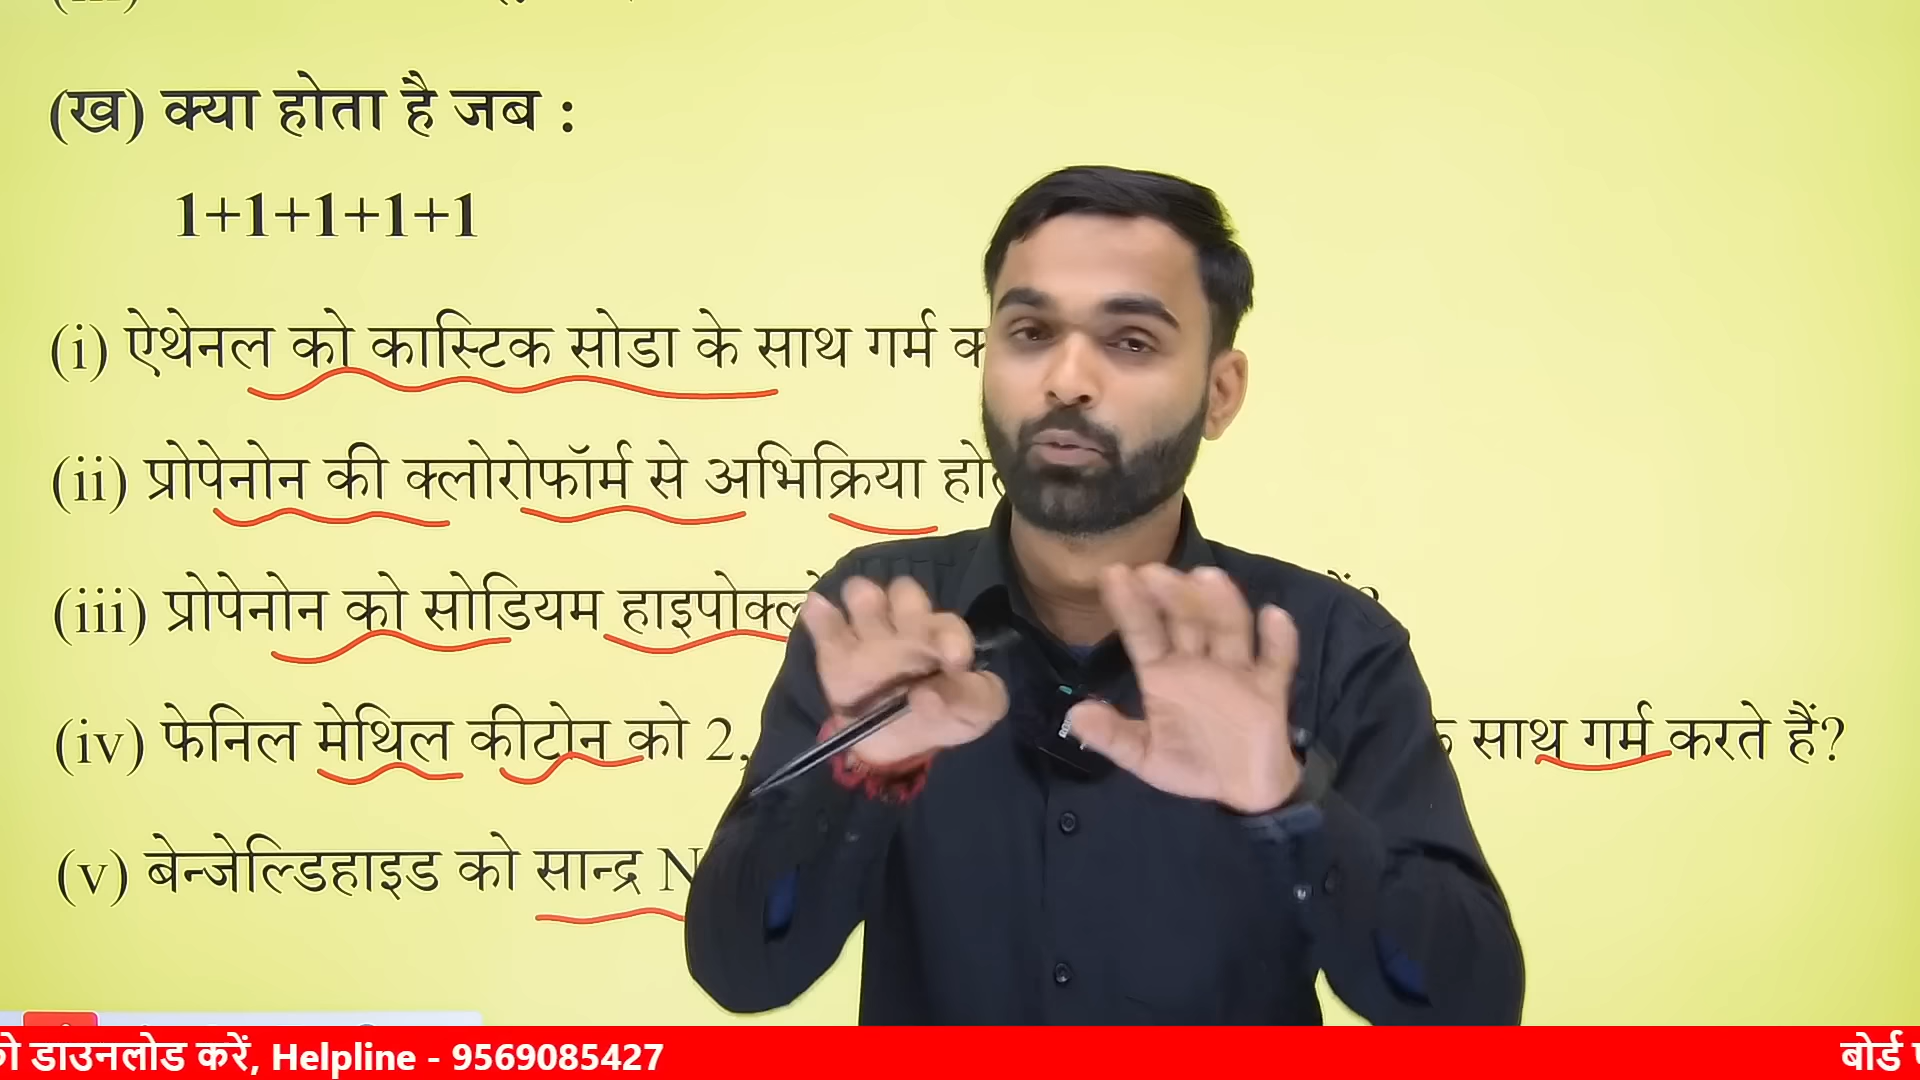 (ख) क्या होता है जब :
1+1+1+1+1
(i) ऐथेनल को कास्टिक सोडा के साथ गर्म
(ii) प्रोपेनोन की क्लोरोफॉर्म से अभिक्रिया
(iii) प्रोपेनोन को सोडियम
(iv) फेनिल मेथिल कीटोन को 2, साथ गर्म करते हैं?
(v) बेन्जेल्डिहाइड को सान्द्र
डाउनलोड करें, Helpline - 9569085427 बोर्ड